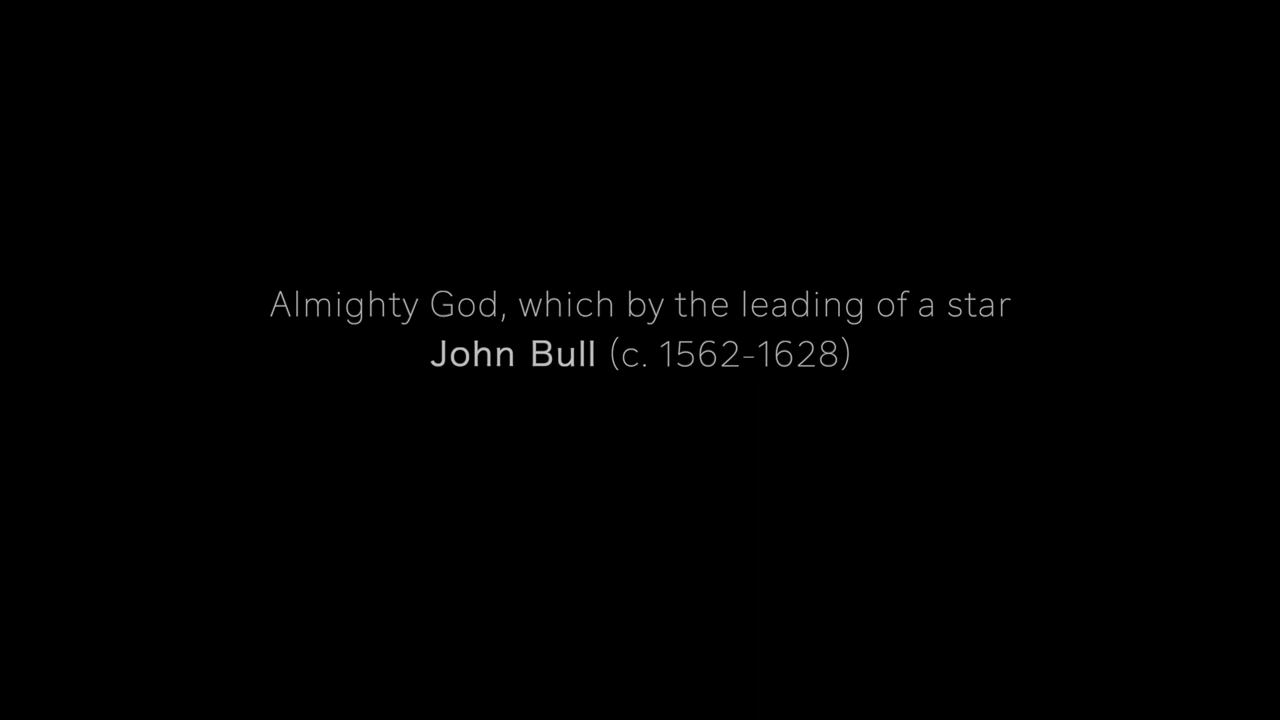 Almighty God, which by the leading of a star
John Bull (c. 1562-1628)